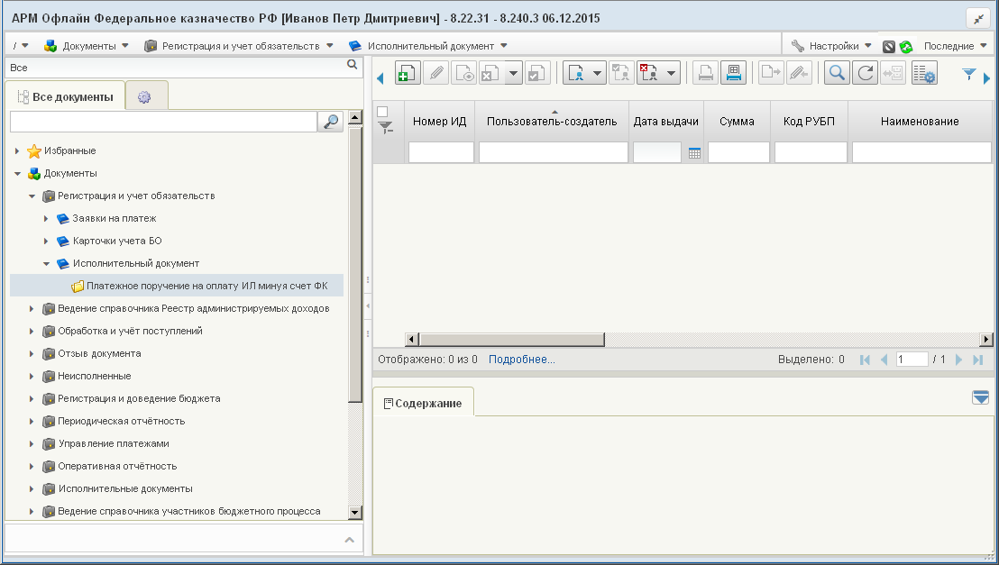 АРМ Офлайн Федеральное казначество РФ [Иванов Петр Дмитриевич] - 8.22.31 - 8.240.3 06.12.2015
/ Документы Регистрация и учет обязательств Исполнительный документ Настройки Последние
Все
Все документы
Избранные
Документы
Регистрация и учет обязательств
Заявки на платеж
Карточки учета БО
Исполнительный документ
Платежное поручение на оплату ИЛ минуя счет ФК
Ведение справочника Реестр администрируемых доходов
Обработка и учёт поступлений
Отзыв документа
Неисполненные
Регистрация и доведение бюджета
Периодическая отчётность
Управление платежами
Оперативная отчётность
Исполнительные документы
Ведение справочника участников бюджетного процесса
Номер ИД Пользователь-создатель Дата выдачи Сумма Код РУБП Наименование
Отображено: 0 из 0 Подробнее... Выделено: 0 1 / 1
Содержание